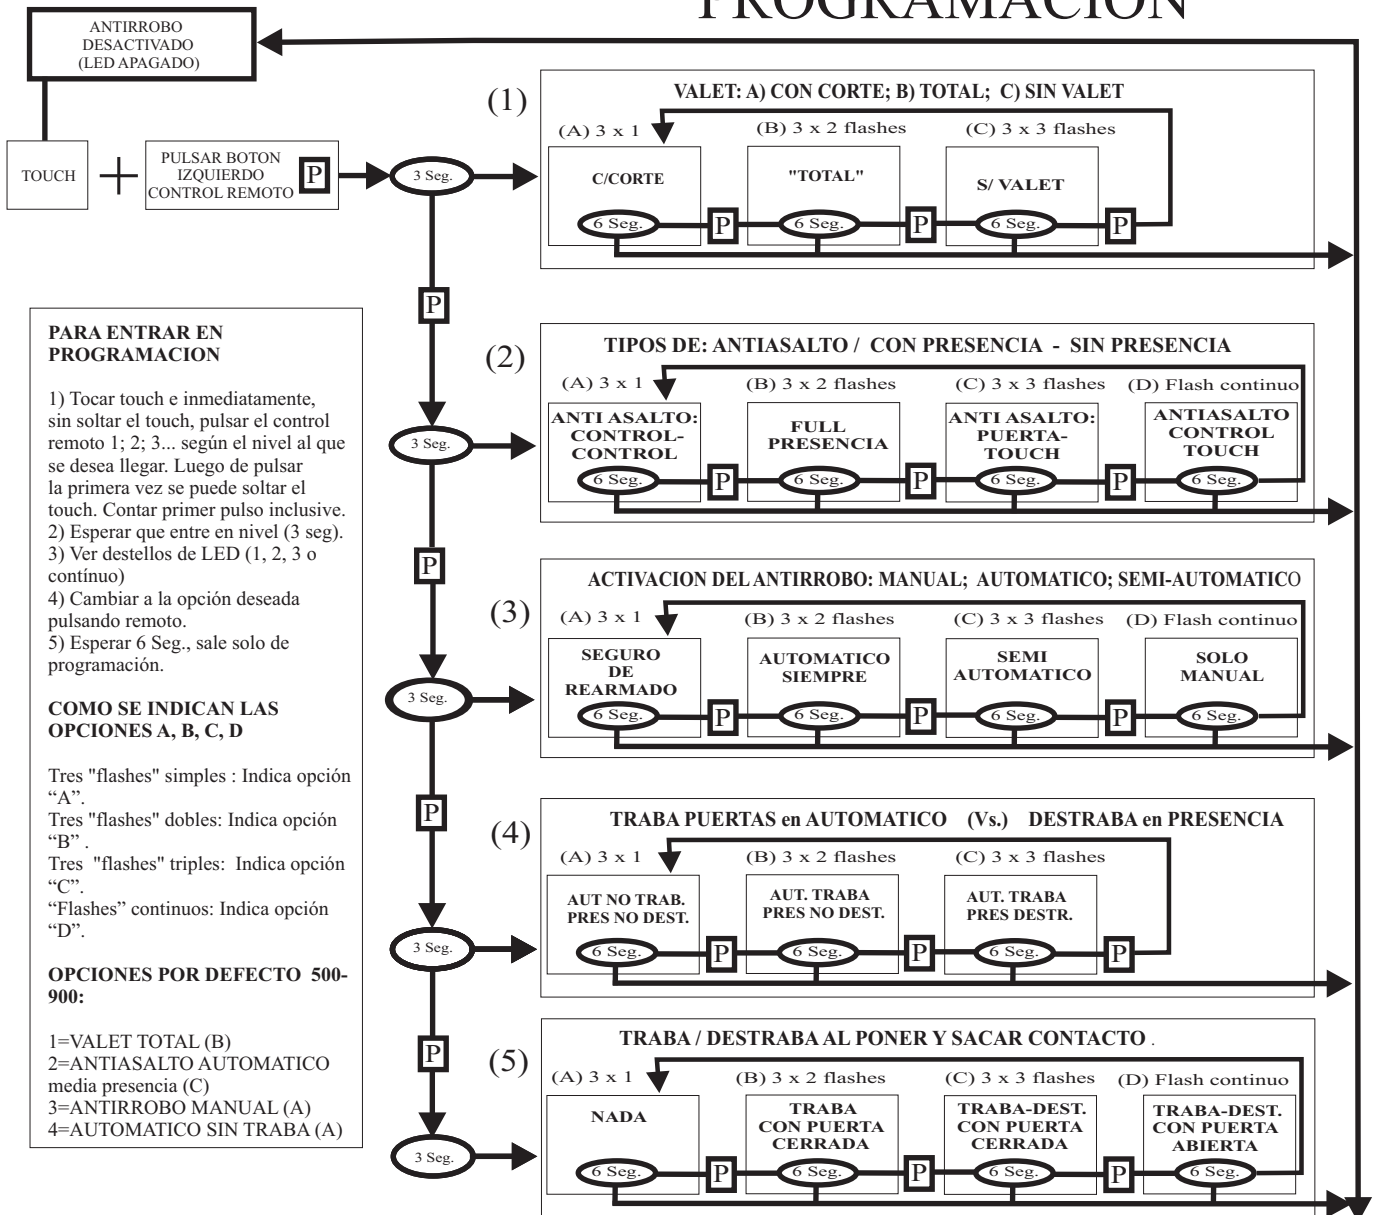 PROGRAMACION
ANTIRROBO
DESACTIVADO
(LED APAGADO)
TOUCH
PULSAR BOTON
IZQUIERDO
CONTROL REMOTO
P
3 Seg.
(1)
VALET: A) CON CORTE; B) TOTAL; C) SIN VALET
(A) 3 x 1
(B) 3 x 2 flashes
(C) 3 x 3 flashes
C/CORTE
"TOTAL"
S/ VALET
6 Seg.
P
6 Seg.
P
6 Seg.
P
P
PARA ENTRAR EN
PROGRAMACION
1) Tocar touch e inmediatamente,
sin soltar el touch, pulsar el control
remoto 1; 2; 3... según el nivel al que
se desea llegar. Luego de pulsar
la primera vez se puede soltar el
touch. Contar primer pulso inclusive.
2) Esperar que entre en nivel (3 seg).
3) Ver destellos de LED (1, 2, 3 o
contínuo)
4) Cambiar a la opción deseada
pulsando remoto.
5) Esperar 6 Seg., sale solo de
programación.
COMO SE INDICAN LAS
OPCIONES A, B, C, D
Tres "flashes" simples : Indica opción
“A”.
Tres "flashes" dobles: Indica opción
“B” .
Tres "flashes" triples: Indica opción
“C”.
“Flashes” continuos: Indica opción
“D”.
OPCIONES POR DEFECTO 500-
900:
1=VALET TOTAL (B)
2=ANTIASALTO AUTOMATICO
media presencia (C)
3=ANTIRROBO MANUAL (A)
4=AUTOMATICO SIN TRABA (A)
(2)
TIPOS DE: ANTIASALTO / CON PRESENCIA - SIN PRESENCIA
(A) 3 x 1
(B) 3 x 2 flashes
(C) 3 x 3 flashes
(D) Flash continuo
ANTI ASALTO:
CONTROL-
CONTROL
FULL
PRESENCIA
ANTI ASALTO:
PUERTA-
TOUCH
ANTIASALTO
CONTROL
TOUCH
3 Seg.
6 Seg.
P
6 Seg.
P
6 Seg.
P
6 Seg.
P
(3)
ACTIVACION DEL ANTIRROBO: MANUAL; AUTOMATICO; SEMI-AUTOMATICO
(A) 3 x 1
(B) 3 x 2 flashes
(C) 3 x 3 flashes
(D) Flash continuo
SEGURO
DE
REARMADO
AUTOMATICO
SIEMPRE
SEMI
AUTOMATICO
SOLO
MANUAL
3 Seg.
6 Seg.
P
6 Seg.
P
6 Seg.
P
6 Seg.
P
(4)
TRABA PUERTAS en AUTOMATICO (Vs.) DESTRABA en PRESENCIA
(A) 3 x 1
(B) 3 x 2 flashes
(C) 3 x 3 flashes
AUT NO TRAB.
PRES NO DEST.
AUT. TRABA
PRES NO DEST.
AUT. TRABA
PRES DESTR.
3 Seg.
6 Seg.
P
6 Seg.
P
6 Seg.
P
P
(5)
TRABA / DESTRABA AL PONER Y SACAR CONTACTO .
(A) 3 x 1
(B) 3 x 2 flashes
(C) 3 x 3 flashes
(D) Flash continuo
NADA
TRABA
CON PUERTA
CERRADA
TRABA-DEST.
CON PUERTA
CERRADA
TRABA-DEST.
CON PUERTA
ABIERTA
3 Seg.
6 Seg.
P
6 Seg.
P
6 Seg.
P
6 Seg.